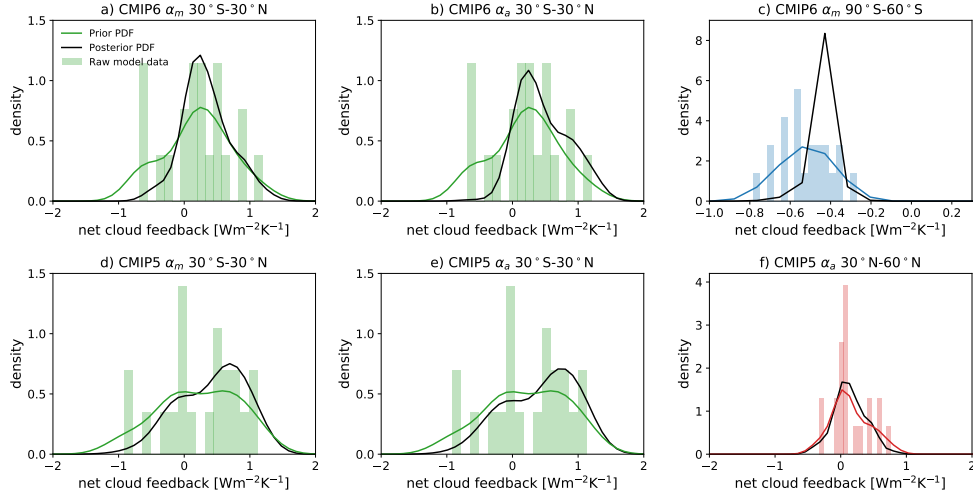 a) CMIP6 αm 30°S-30°N
b) CMIP6 αa 30°S-30°N
c) CMIP6 αm 90°S-60°S
Prior PDF
Posterior PDF
Raw model data
density
density
density
1.5
1.0
0.5
0.0
1.5
1.0
0.5
0.0
8
6
4
2
0
−2 −1 0 1 2
−2 −1 0 1 2
−1.0 −0.8 −0.6 −0.4 −0.2 0.0 0.2
net cloud feedback [Wm−2K−1]
net cloud feedback [Wm−2K−1]
net cloud feedback [Wm−2K−1]
d) CMIP5 αm 30°S-30°N
e) CMIP5 αa 30°S-30°N
f) CMIP5 αa 30°N-60°N
density
density
density
1.5
1.0
0.5
0.0
1.5
1.0
0.5
0.0
4
3
2
1
0
−2 −1 0 1 2
−2 −1 0 1 2
−2 −1 0 1 2
net cloud feedback [Wm−2K−1]
net cloud feedback [Wm−2K−1]
net cloud feedback [Wm−2K−1]